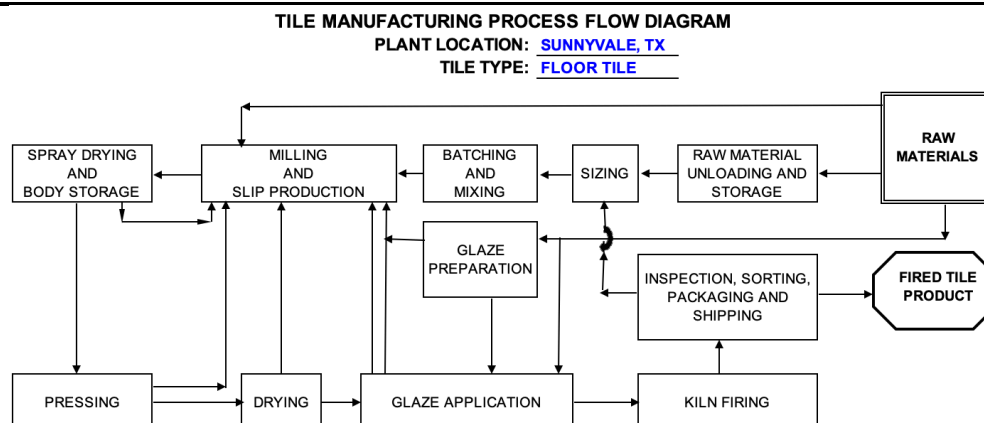 TILE MANUFACTURING PROCESS FLOW DIAGRAM
PLANT LOCATION: SUNNYVALE, TX
TILE TYPE: FLOOR TILE
SPRAY DRYING
AND
BODY STORAGE
MILLING
AND
SLIP PRODUCTION
BATCHING
AND
MIXING
SIZING
RAW MATERIAL
UNLOADING AND
STORAGE
RAW
MATERIALS
GLAZE
PREPARATION
INSPECTION, SORTING,
PACKAGING AND
SHIPPING
FIRED TILE
PRODUCT
PRESSING
DRYING
GLAZE APPLICATION
KILN FIRING